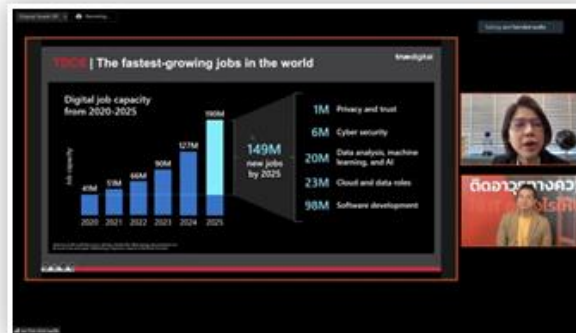 TDCS | The fastest-growing jobs in the world
truedigital
Digital job capacity
from 2020-2025
Job capacity
41M
51M
66M
90M
127M
190M
2020 2021 2022 2023 2024 2025
149M
new jobs
by 2025
1M Privacy and trust
6M Cyber security
20M Data analysis, machine
learning, and AI
23M Cloud and data roles
98M Software development
ติดอาวุธทางคว